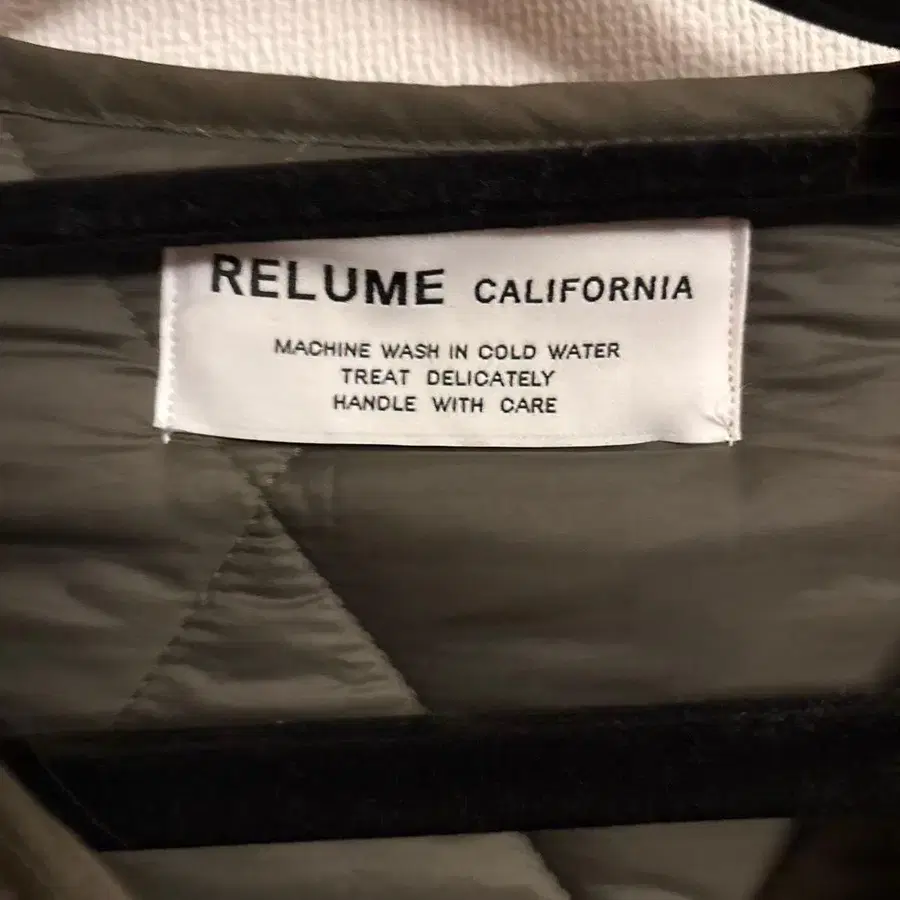 RELUME CALIFORNIA
MACHINE WASH IN COLD WATER
TREAT DELICATELY
HANDLE WITH CARE